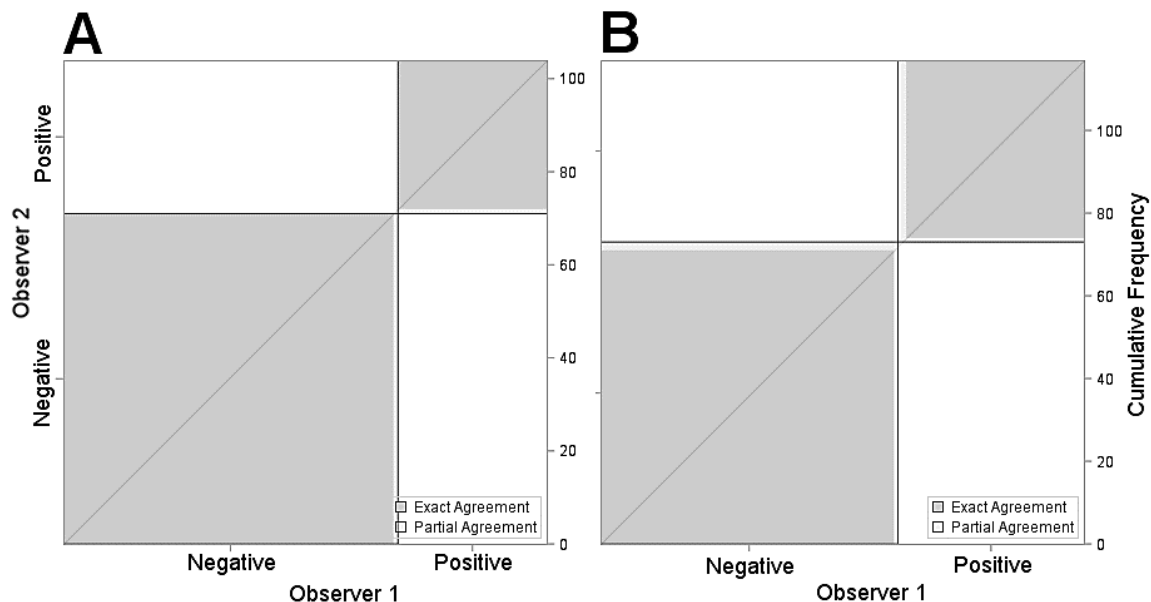 A
B
Positive
Negative
Observer 2
100
80
60
40
20
0
Exact Agreement
Partial Agreement
Negative
Positive
Observer 1
100
80
60
40
20
0
Cumulative Frequency
Exact Agreement
Partial Agreement
Negative
Positive
Observer 1